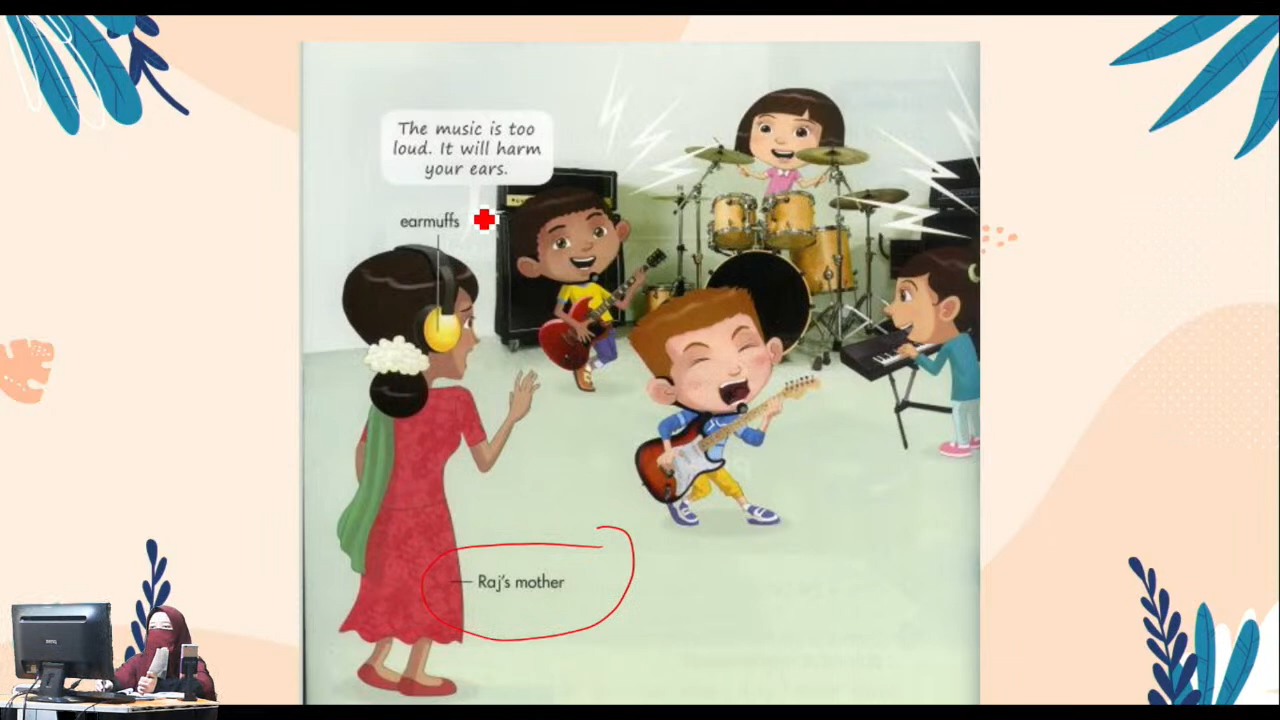 The music is too
loud. It will harm
your ears.
earmuffs
Raj's mother